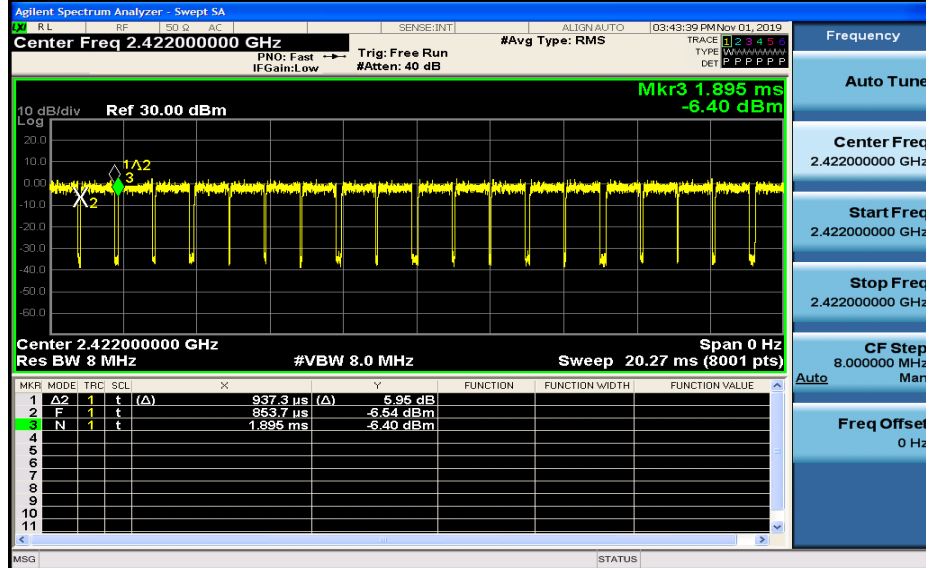 Agilent Spectrum Analyzer - Swept SA
LXI RL RF 50 Ω AC SENSE:INT ALIGN AUTO 03:43:39 PM Nov 01, 2019
Center Freq 2.422000000 GHz
PNO: Fast
IFGain:Low
Trig: Free Run
#Atten: 40 dB
#Avg Type: RMS
TRACE 1 2 3 4 5 6
TYPE WWWWWW
DET P P P P P P
Mkr3 1.895 ms
-6.40 dBm
10 dB/div Ref 30.00 dBm
Log
20.0
10.0
0.00
-10.0
-20.0
-30.0
-40.0
-50.0
-60.0
1Δ2
3
X2
Center 2.422000000 GHz Span 0 Hz
Res BW 8 MHz #VBW 8.0 MHz Sweep 20.27 ms (8001 pts)
MKR MODE TRC SCL X Y FUNCTION FUNCTION WIDTH FUNCTION VALUE
1 Δ2 1 t (Δ) 937.3 µs (Δ) 5.95 dB
2 F 1 t 853.7 µs -6.54 dBm
3 N 1 t 1.895 ms -6.40 dBm
4
5
6
7
8
9
10
11
MSG STATUS
Frequency
Auto Tune
Center Freq
2.422000000 GHz
Start Freq
2.422000000 GHz
Stop Freq
2.422000000 GHz
CF Step
8.000000 MHz
Auto Man
Freq Offset
0 Hz